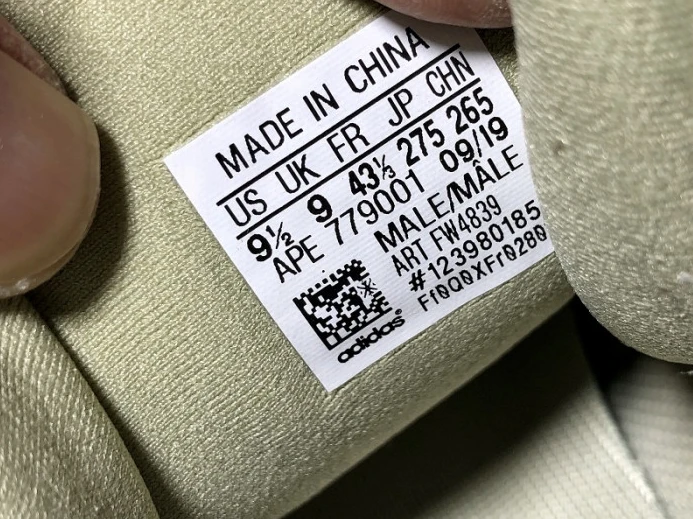 MADE IN CHINA
US UK FR JP CHN
9½ 9 43⅓ 275 265
APE 779001 09/19
MALE/MÂLE
ART FW4839
#123980185
Ff0Q0XFr0280
adidas®